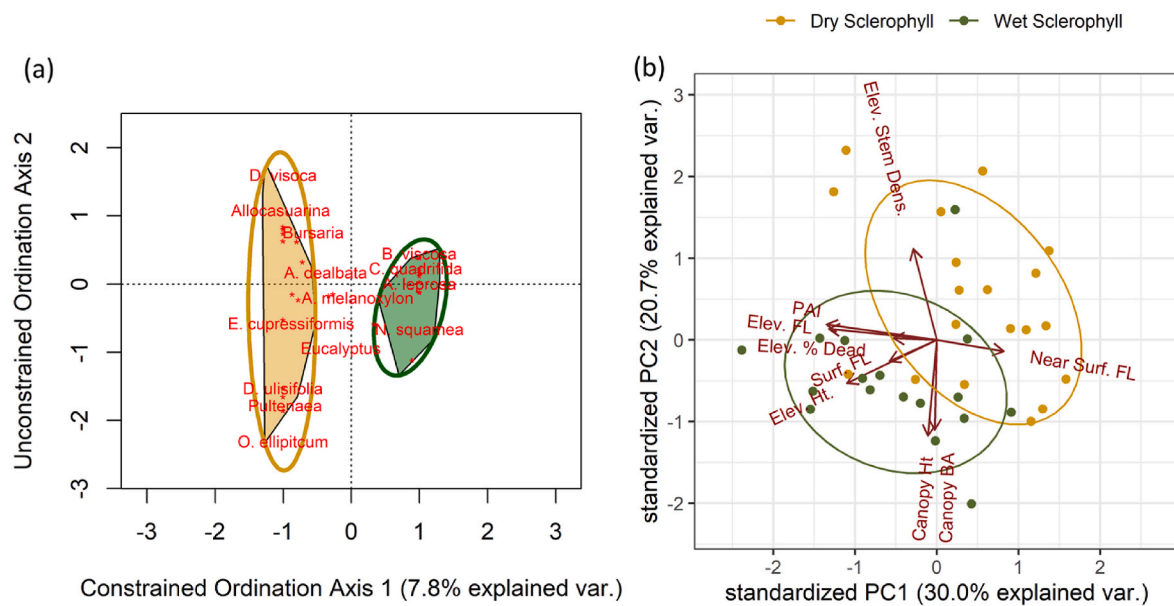 Dry Sclerophyll Wet Sclerophyll
(a)
Unconstrained Ordination Axis 2
2
1
0
-1
-2
-3
D. visoca
Allocasuarina
Bursaria
A. dealbata
A. melanoxylon
E. cupressiformis
Eucalyptus
D. ulisifolia
Pultenaea
O. ellipitcum
B. viscosa
C. quadrifida
A. leprosa
N. squamea
-3 -2 -1 0 1 2 3
Constrained Ordination Axis 1 (7.8% explained var.)
(b)
standardized PC2 (20.7% explained var.)
3
2
1
0
-1
-2
Elev. Stem Dens.
PAI
Elev. FL
Elev. % Dead
Surf. FL
Elev. Ht.
Near Surf. FL
Canopy Ht
Canopy BA
-2 -1 0 1 2
standardized PC1 (30.0% explained var.)